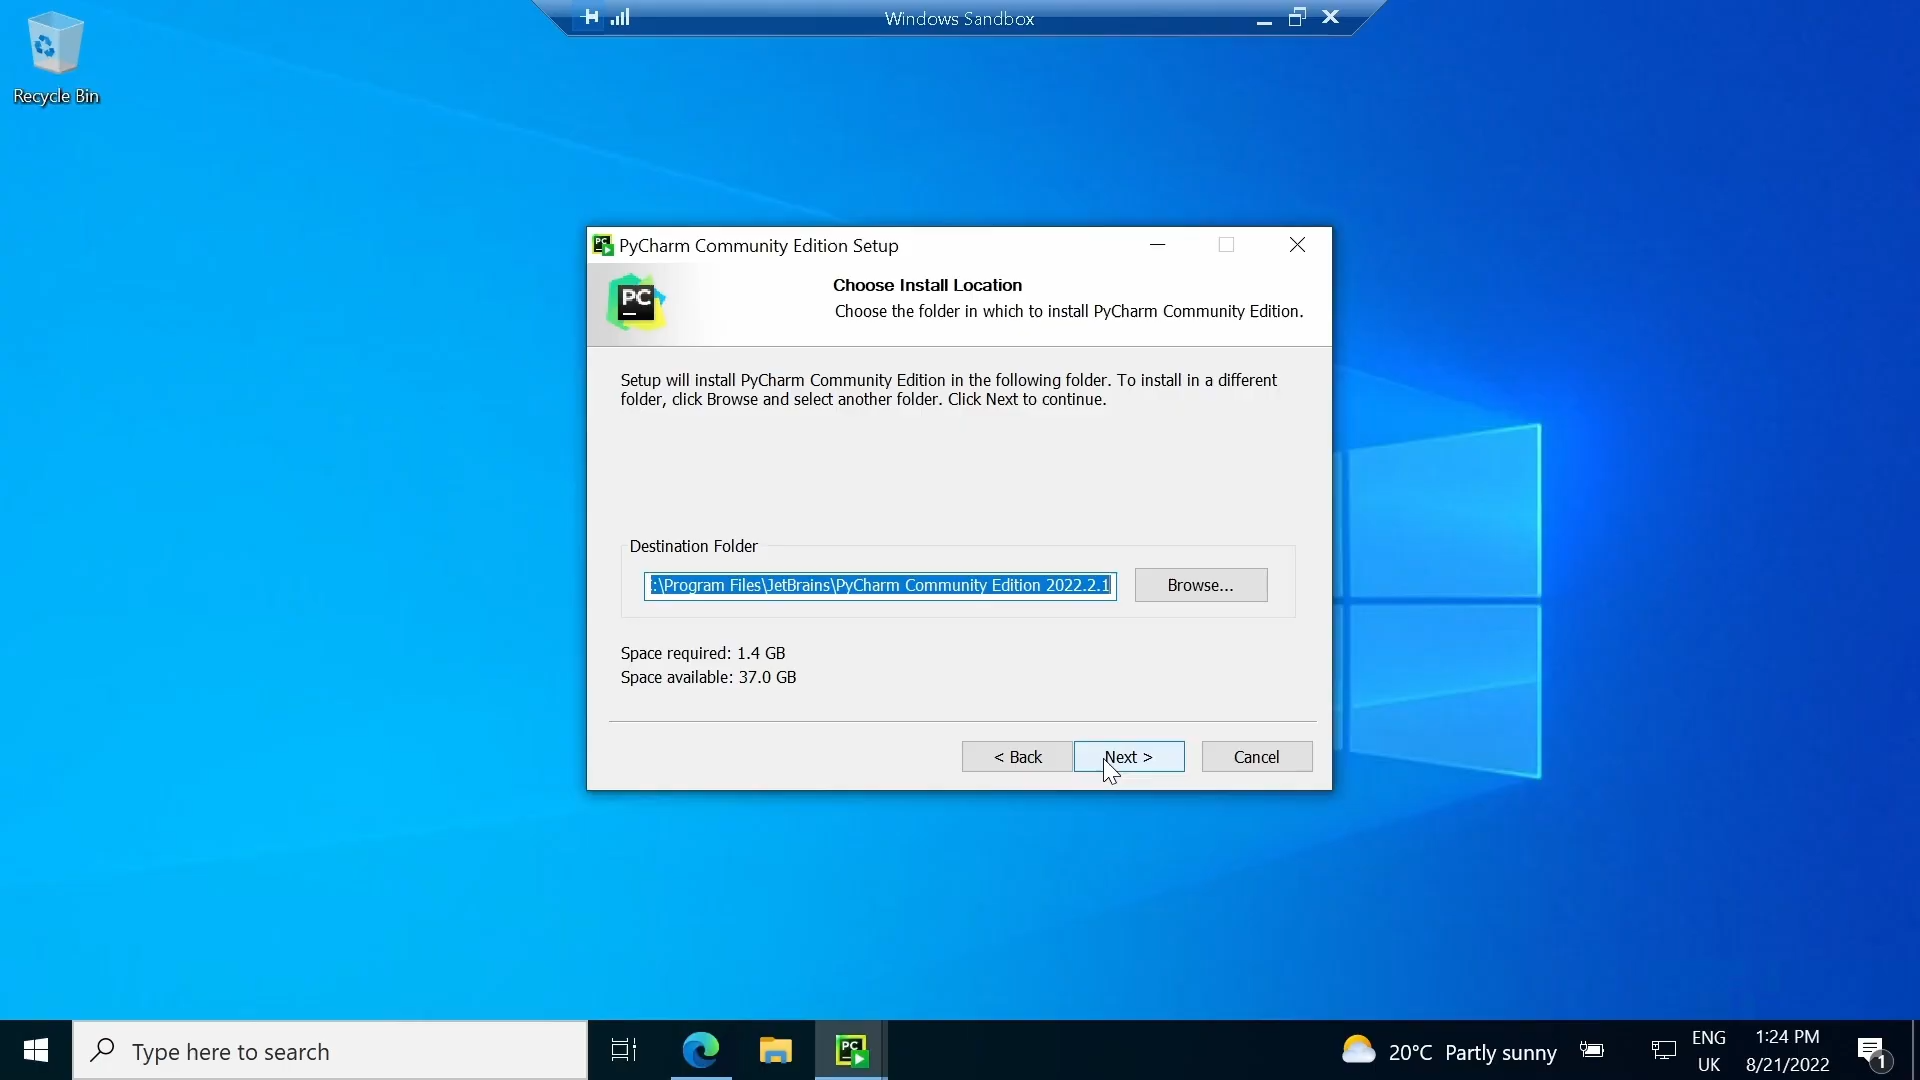 Windows Sandbox
Recycle Bin
PC
PyCharm Community Edition Setup
PC
Choose Install Location
Choose the folder in which to install PyCharm Community Edition.
Setup will install PyCharm Community Edition in the following folder. To install in a different
folder, click Browse and select another folder. Click Next to continue.
Destination Folder
:\Program Files\JetBrains\PyCharm Community Edition 2022.2.1
Browse...
Space required: 1.4 GB
Space available: 37.0 GB
< Back
Next >
Cancel
Type here to search
PC
20°C Partly sunny
ENG
UK
1:24 PM
8/21/2022
1